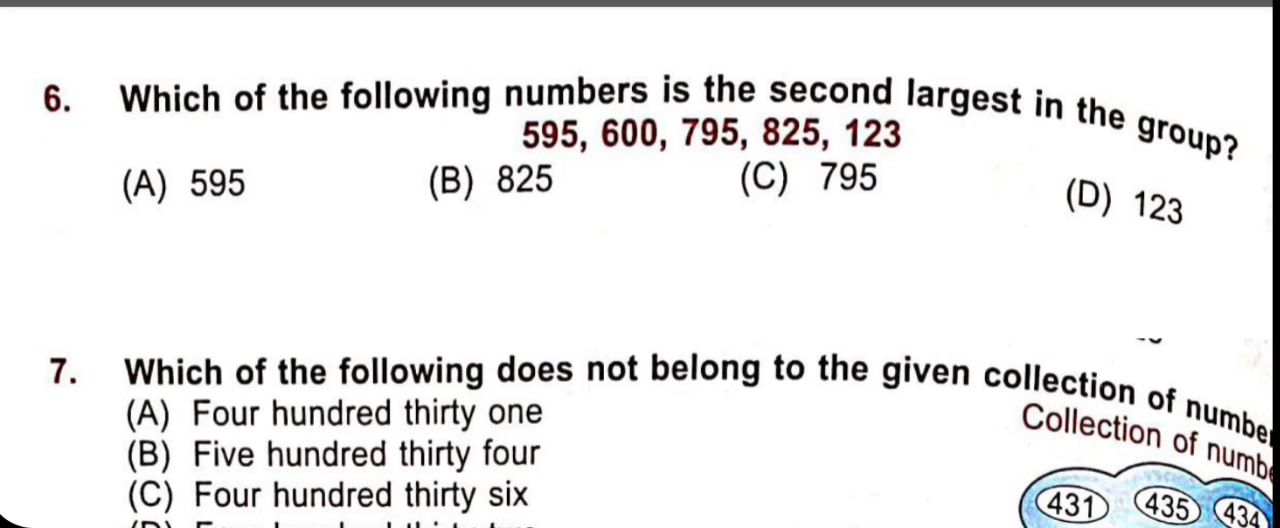 6. Which of the following numbers is the second largest in the group?
595, 600, 795, 825, 123
(A) 595 (B) 825 (C) 795 (D) 123
7. Which of the following does not belong to the given collection of
(A) Four hundred thirty one
Collection of
(B) Five hundred thirty four
(C) Four hundred thirty six
431 435 434